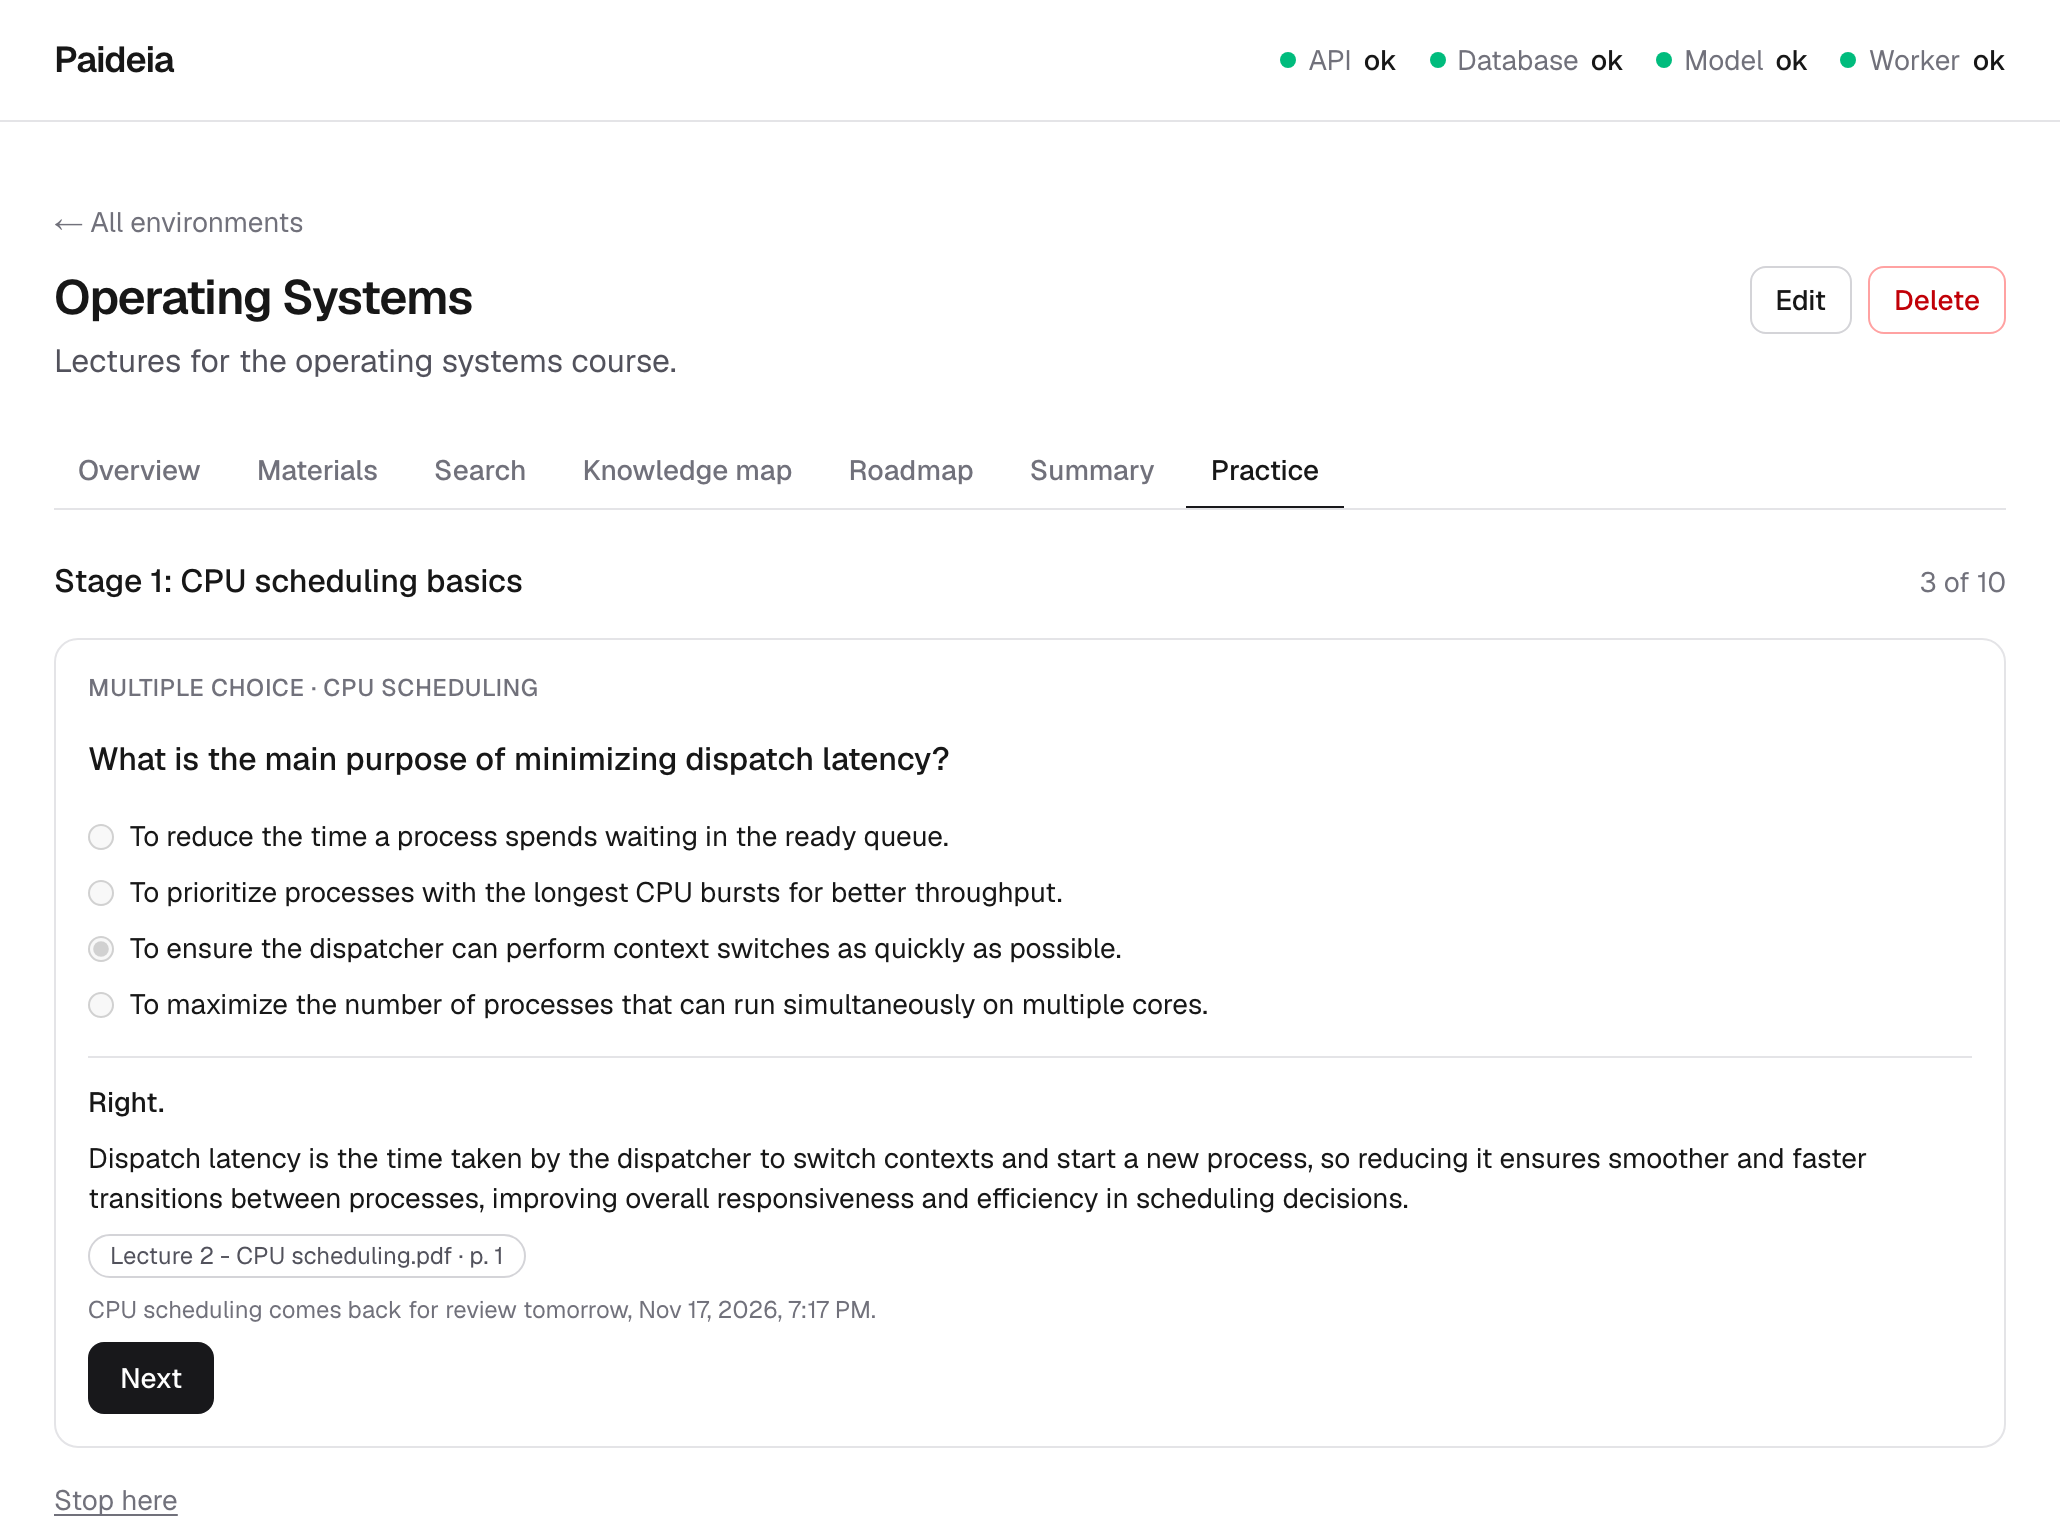 Paideia
API ok Database ok Model ok Worker ok
← All environments
Operating Systems
Edit Delete
Lectures for the operating systems course.
Overview Materials Search Knowledge map Roadmap Summary Practice
Stage 1: CPU scheduling basics
3 of 10
MULTIPLE CHOICE · CPU SCHEDULING
What is the main purpose of minimizing dispatch latency?
To reduce the time a process spends waiting in the ready queue.
To prioritize processes with the longest CPU bursts for better throughput.
To ensure the dispatcher can perform context switches as quickly as possible.
To maximize the number of processes that can run simultaneously on multiple cores.
Right.
Dispatch latency is the time taken by the dispatcher to switch contexts and start a new process, so reducing it ensures smoother and faster
transitions between processes, improving overall responsiveness and efficiency in scheduling decisions.
Lecture 2 - CPU scheduling.pdf · p. 1
CPU scheduling comes back for review tomorrow, Nov 17, 2026, 7:17 PM.
Next
Stop here